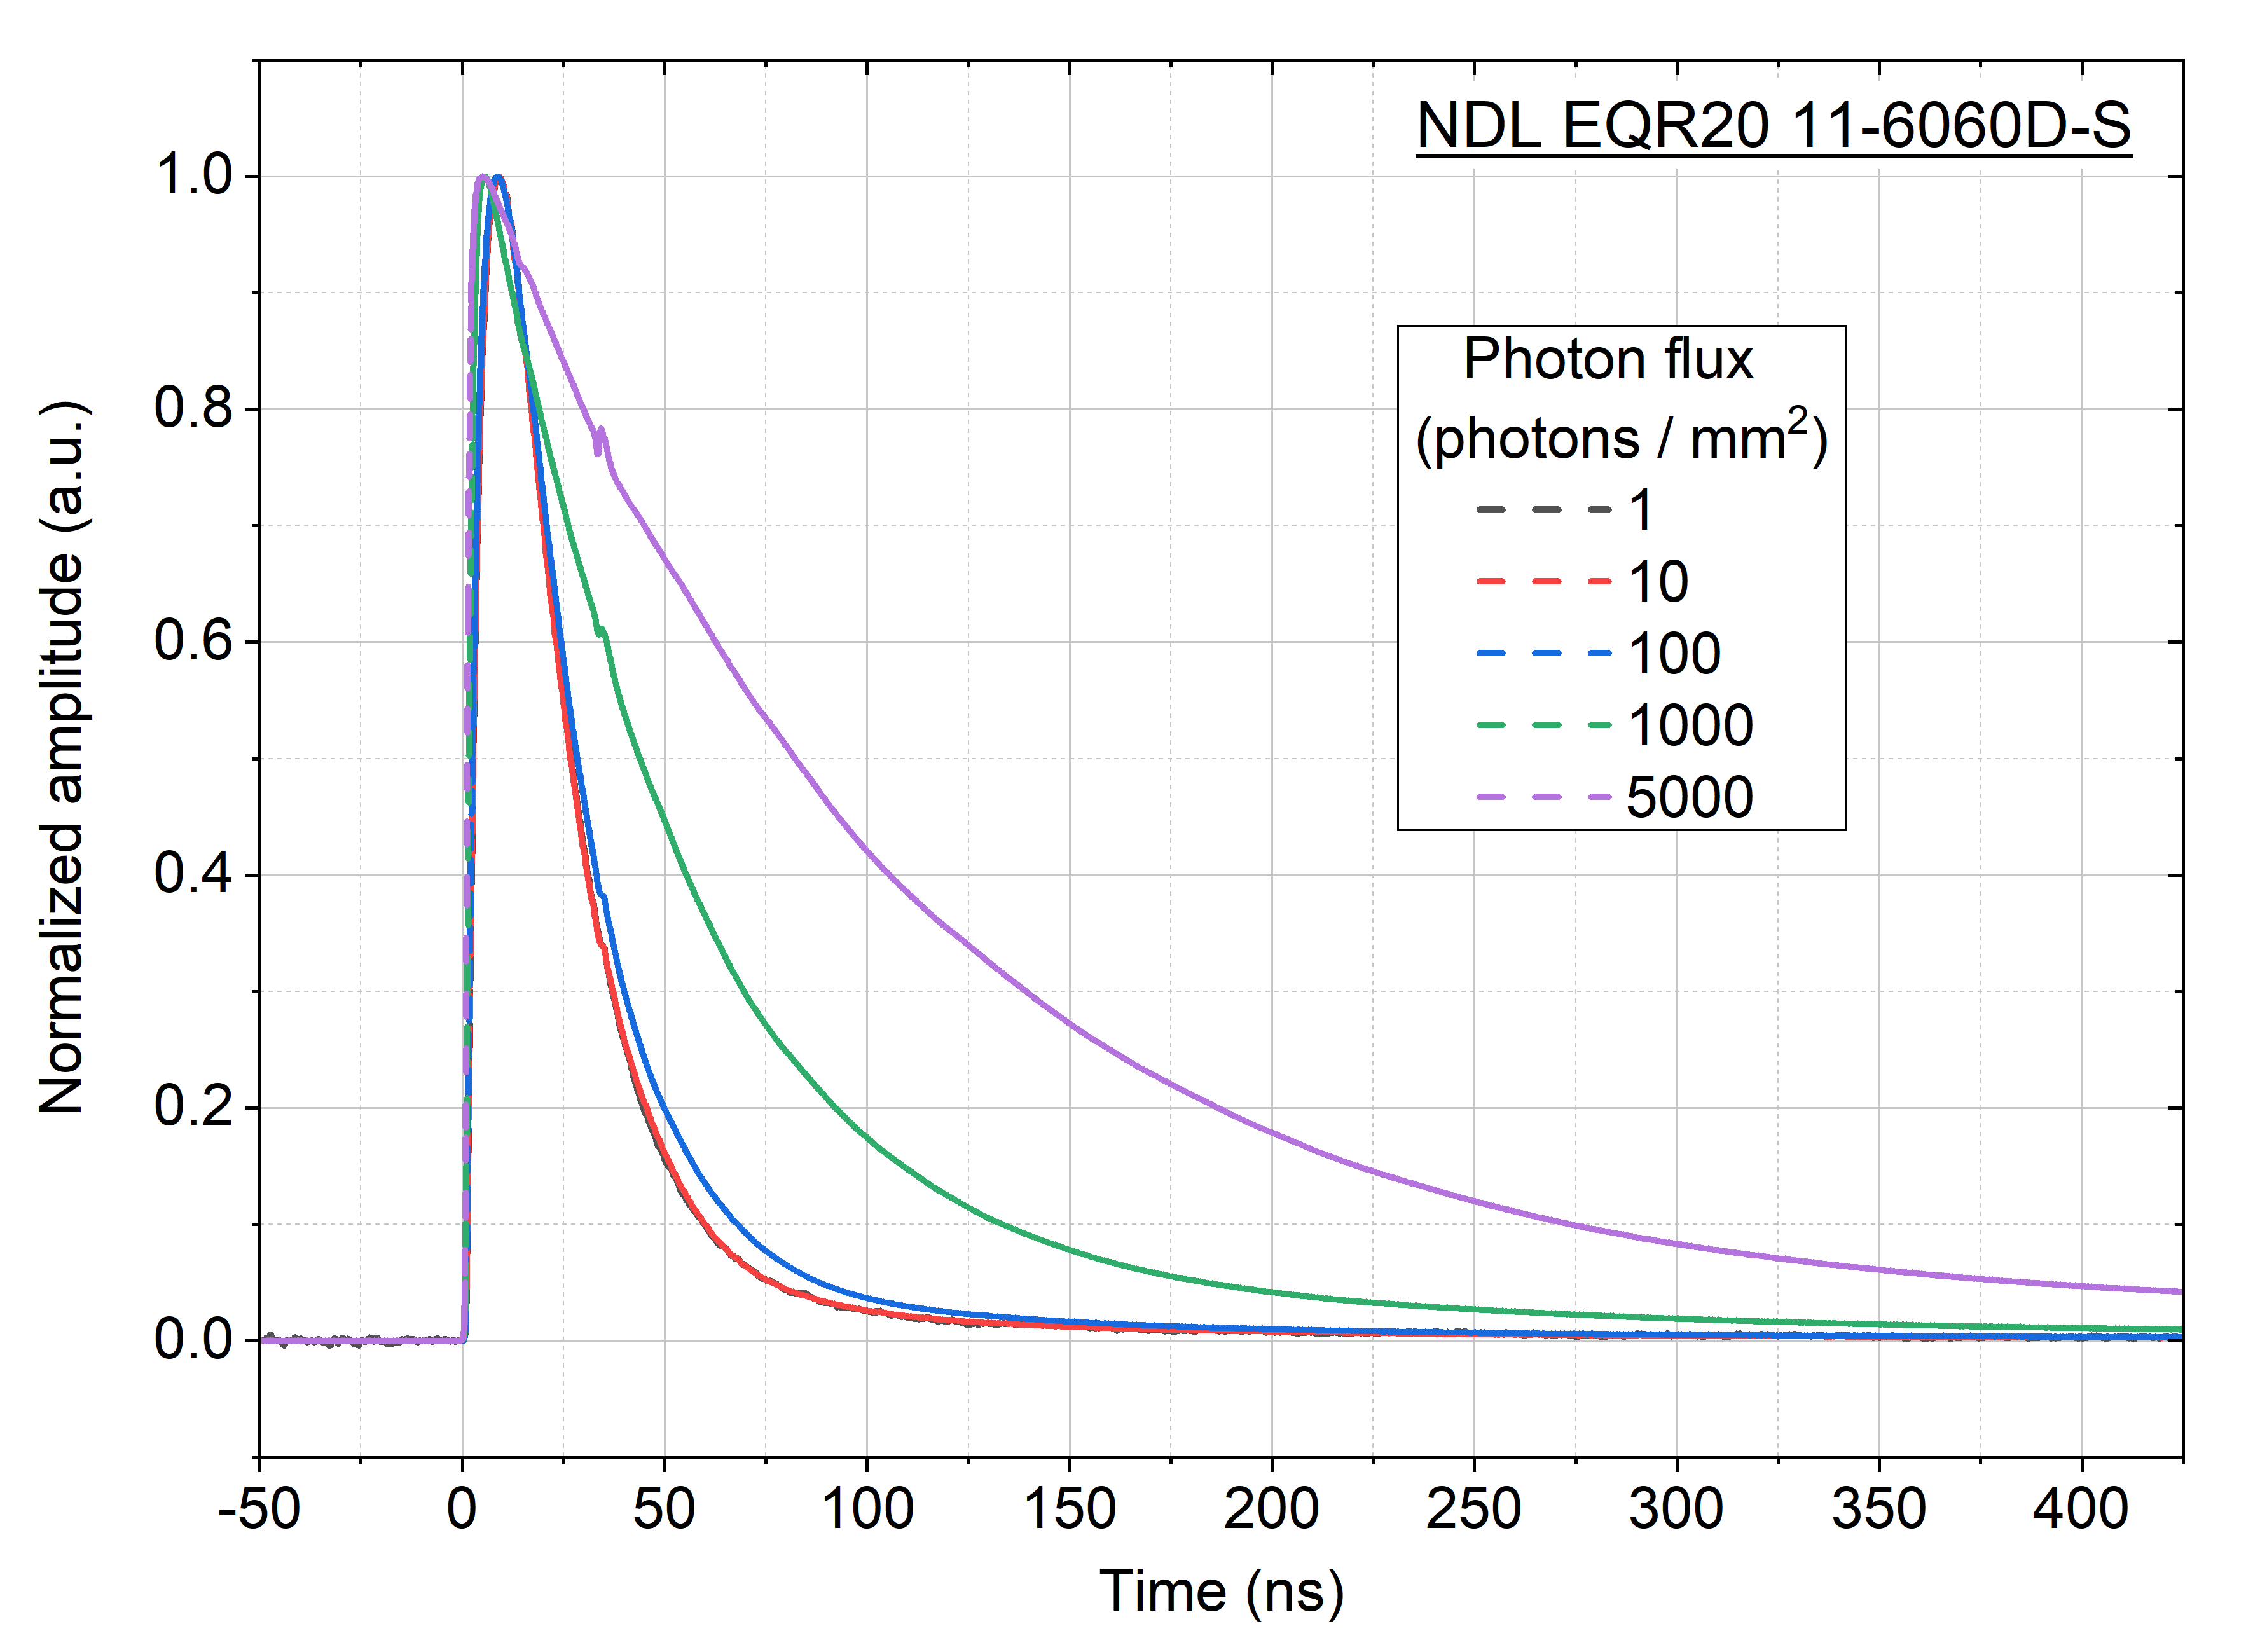 NDL EQR20 11-6060D-S
1.0
0.8
0.6
0.4
0.2
0.0
Normalized amplitude (a.u.)
Photon flux
(photons / mm²)
1
10
100
1000
5000
-50 0 50 100 150 200 250 300 350 400
Time (ns)